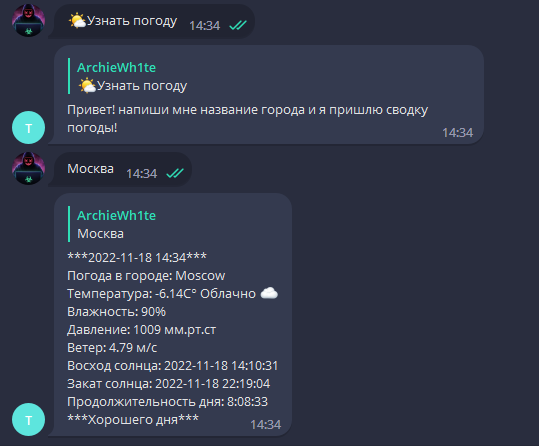 Узнать погоду
14:34
ArchieWh1te
Узнать погоду
Привет! напиши мне название города и я пришлю сводку
погоды!
14:34
T
Москва
14:34
ArchieWh1te
Москва
***2022-11-18 14:34***
Погода в городе: Moscow
Температура: -6.14C° Облачно
Влажность: 90%
Давление: 1009 мм.рт.ст
Ветер: 4.79 м/с
Восход солнца: 2022-11-18 14:10:31
Закат солнца: 2022-11-18 22:19:04
Продолжительность дня: 8:08:33
***Хорошего дня***
14:34
T